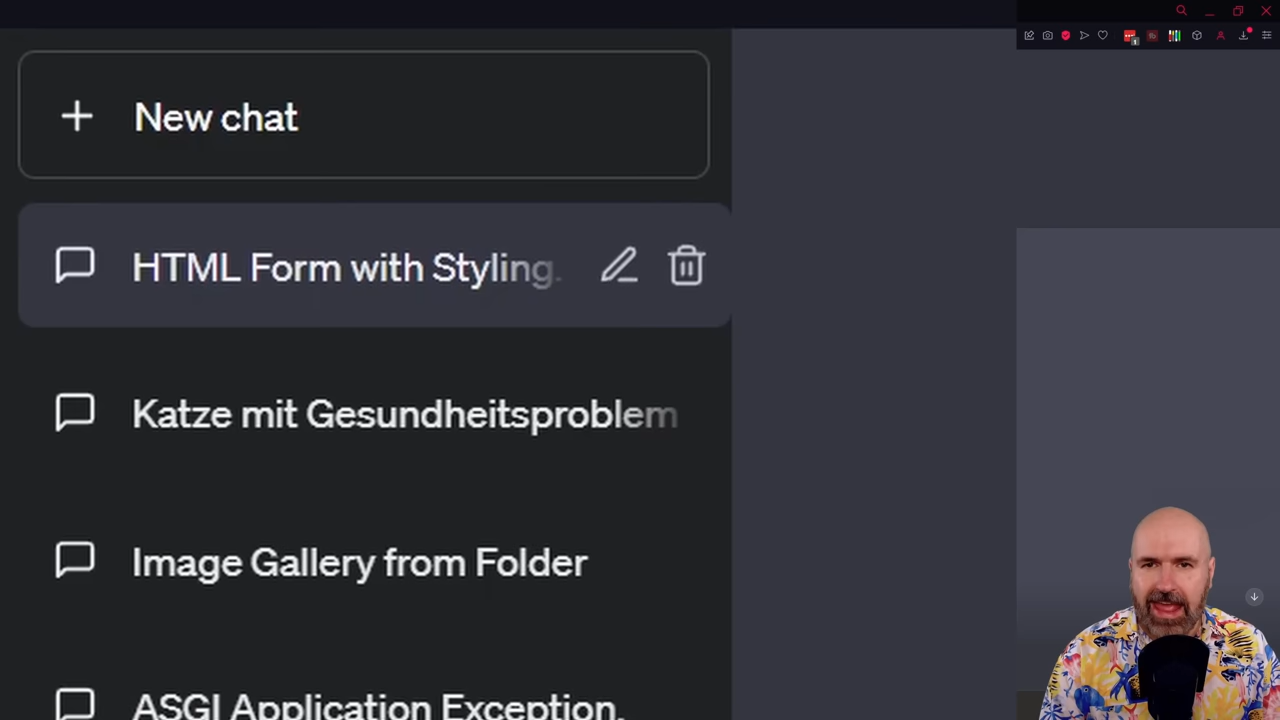 New chat
HTML Form with Styling.
Katze mit Gesundheitsproblem
Image Gallery from Folder
ASGI Application Exception.